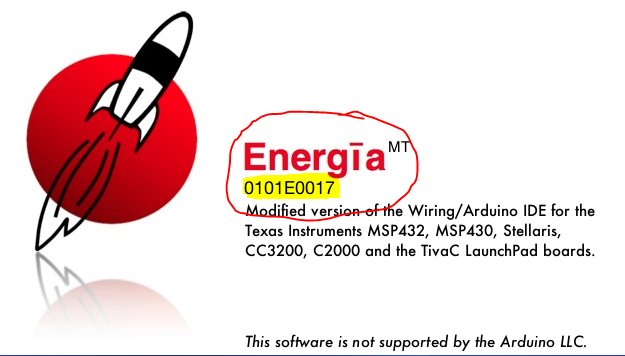 Energīa MT
0101E0017
Modified version of the Wiring/Arduino IDE for the
Texas Instruments MSP432, MSP430, Stellaris,
CC3200, C2000 and the TivaC LaunchPad boards.
This software is not supported by the Arduino LLC.